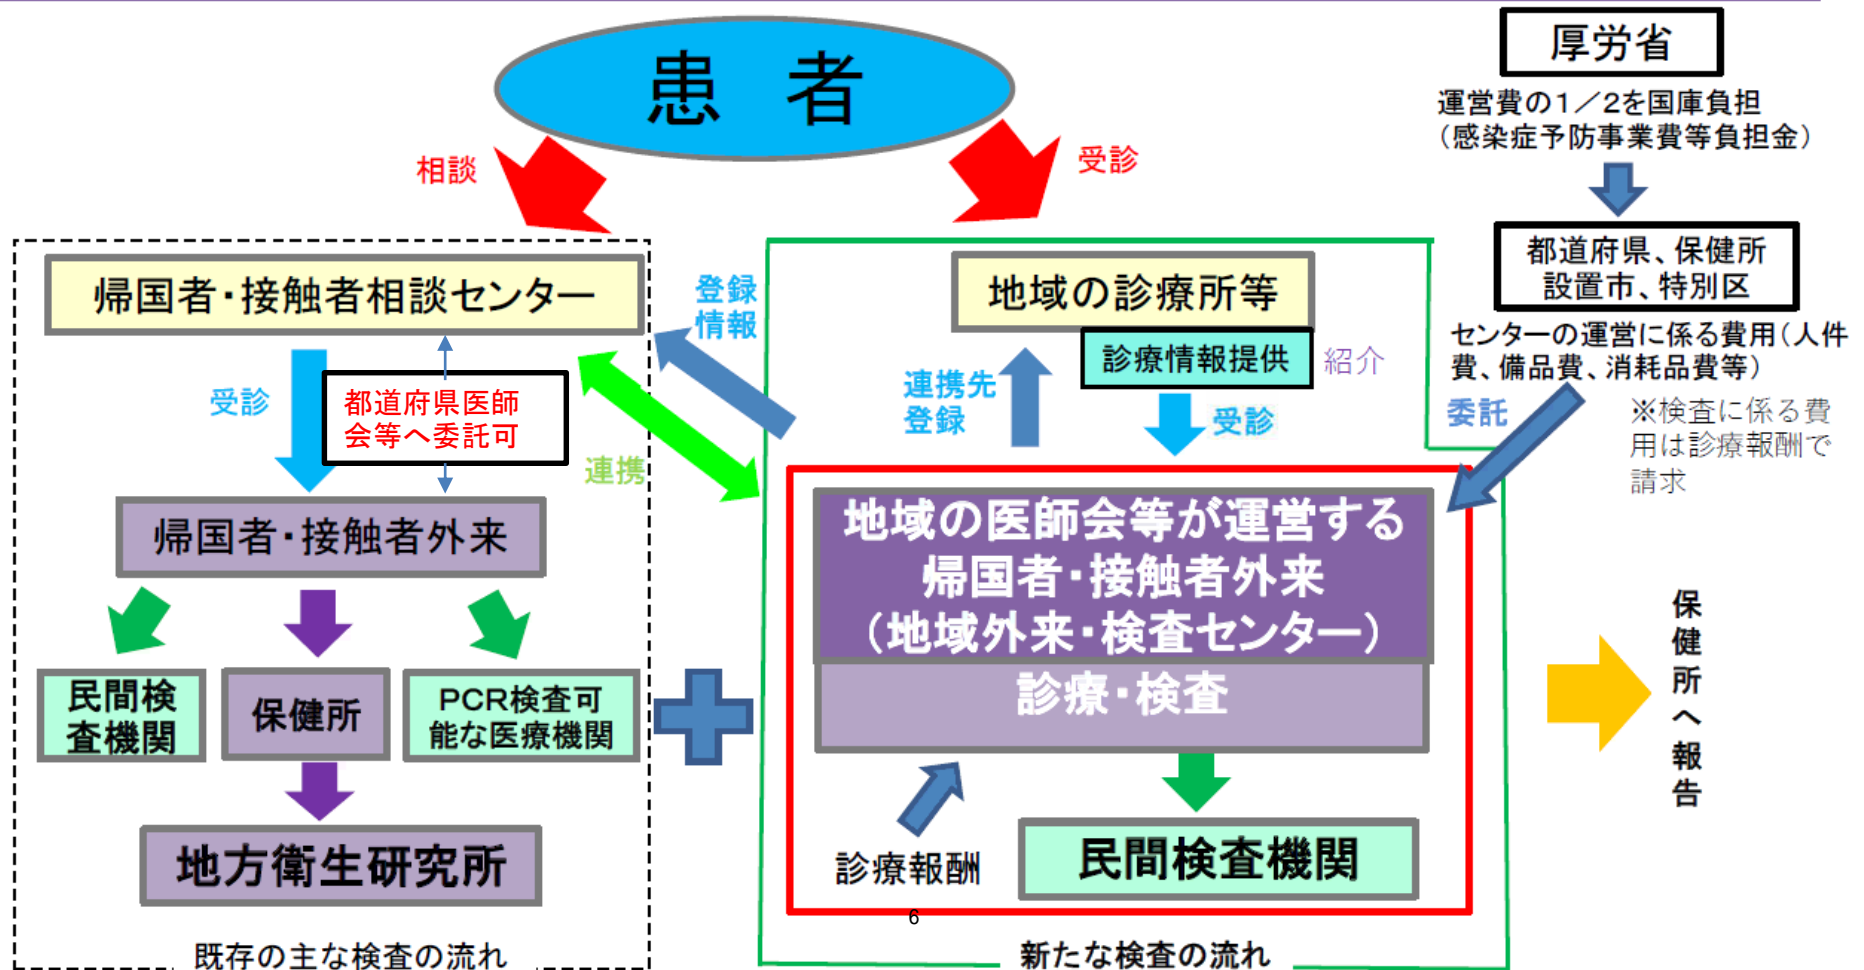 患　者
厚労省
運営費の１／２を国庫負担
（感染症予防事業費等負担金）
相談
受診
都道府県、保健所
設置市、特別区
帰国者・接触者相談センター
登録
情報
地域の診療所等
センターの運営に係る費用（人件
費、備品費、消耗品費等）
診療情報提供
紹介
受診
都道府県医師
会等へ委託可
連携先
登録
受診
委託
※検査に係る費
用は診療報酬で
請求
連携
帰国者・接触者外来
地域の医師会等が運営する
帰国者・接触者外来
（地域外来・検査センター）
診療・検査
民間検
査機関
保健所
PCR検査可
能な医療機関
保健所へ報告
地方衛生研究所
診療報酬
民間検査機関
6
既存の主な検査の流れ
新たな検査の流れ